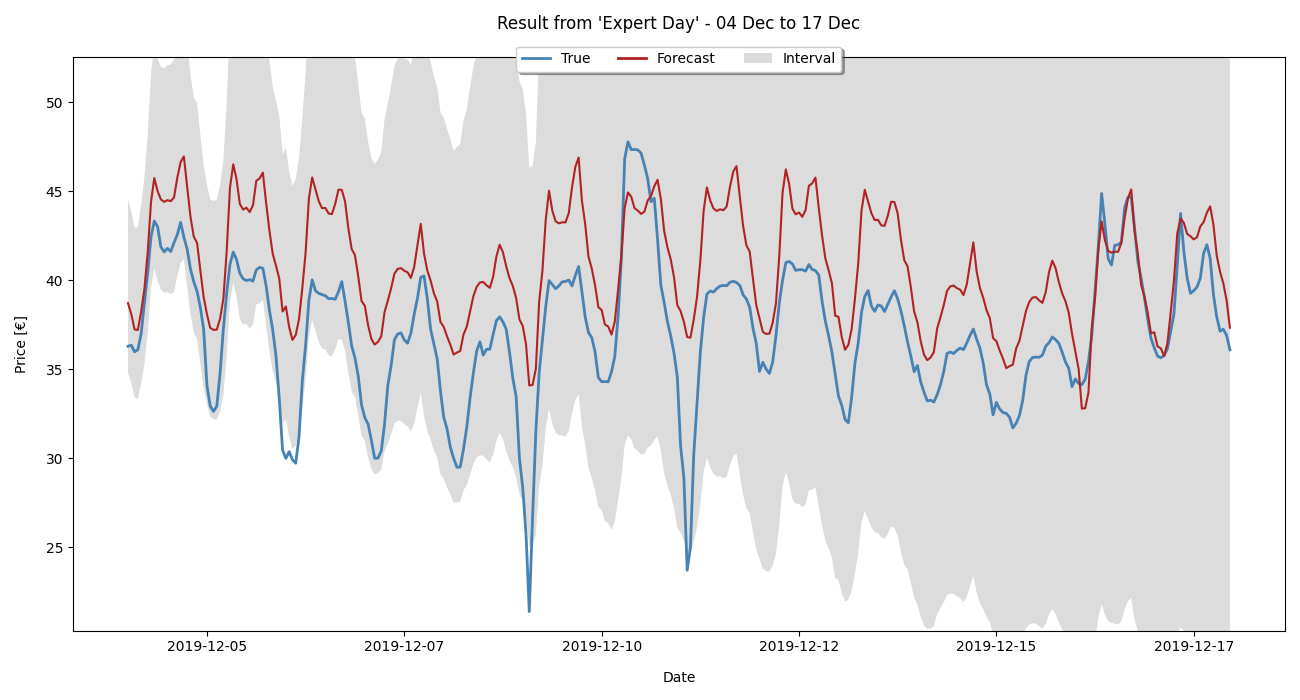 Result from 'Expert Day' - 04 Dec to 17 Dec
True Forecast Interval
50
45
40
35
30
25
Price [€]
2019-12-05 2019-12-07 2019-12-10 2019-12-12 2019-12-15 2019-12-17
Date